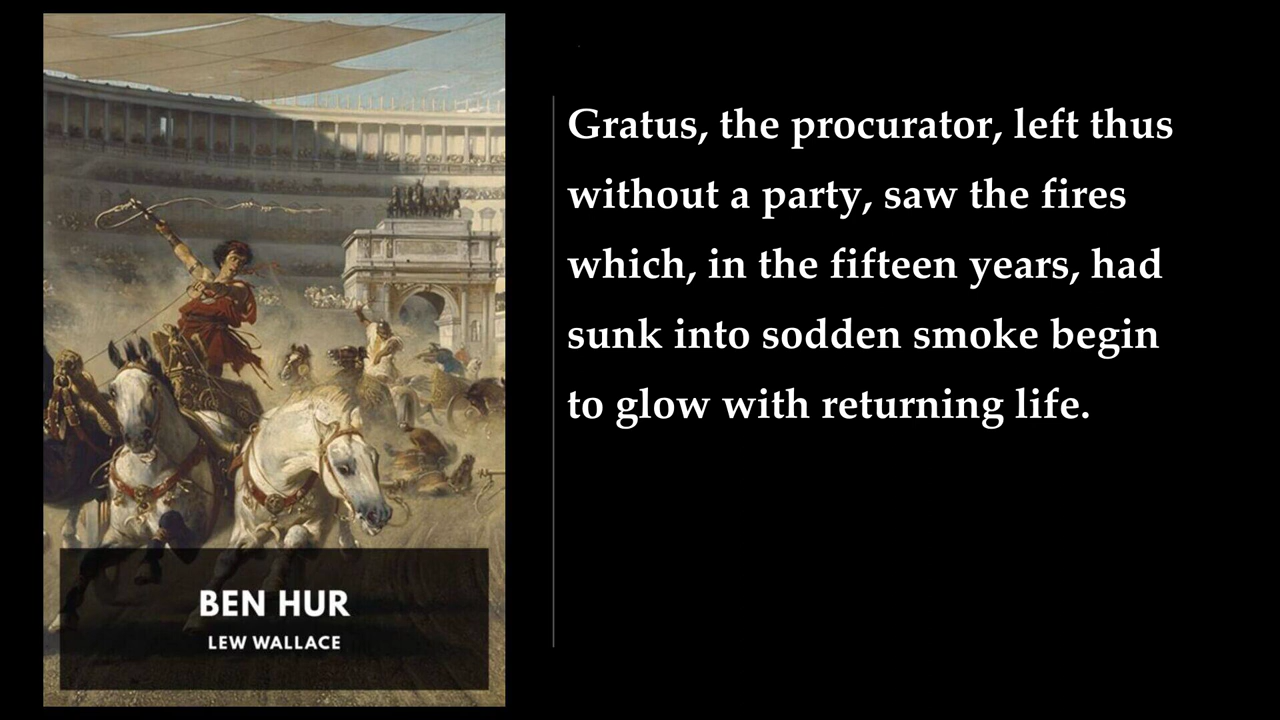 Gratus, the procurator, left thus
without a party, saw the fires
which, in the fifteen years, had
sunk into sodden smoke begin
to glow with returning life.
BEN HUR
LEW WALLACE